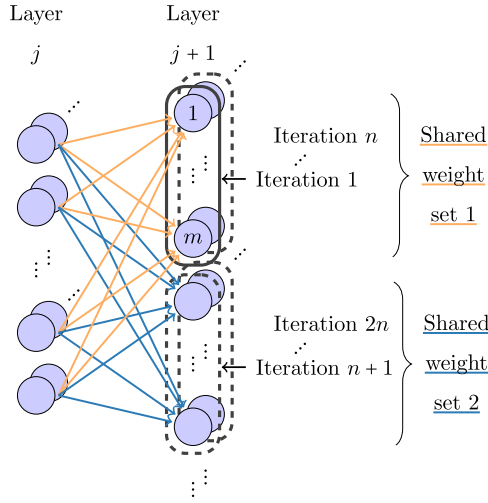 Layer
j
Layer
j + 1
1
m
Iteration n
Iteration 1
Shared
weight
set 1
Iteration 2n
Iteration n + 1
Shared
weight
set 2